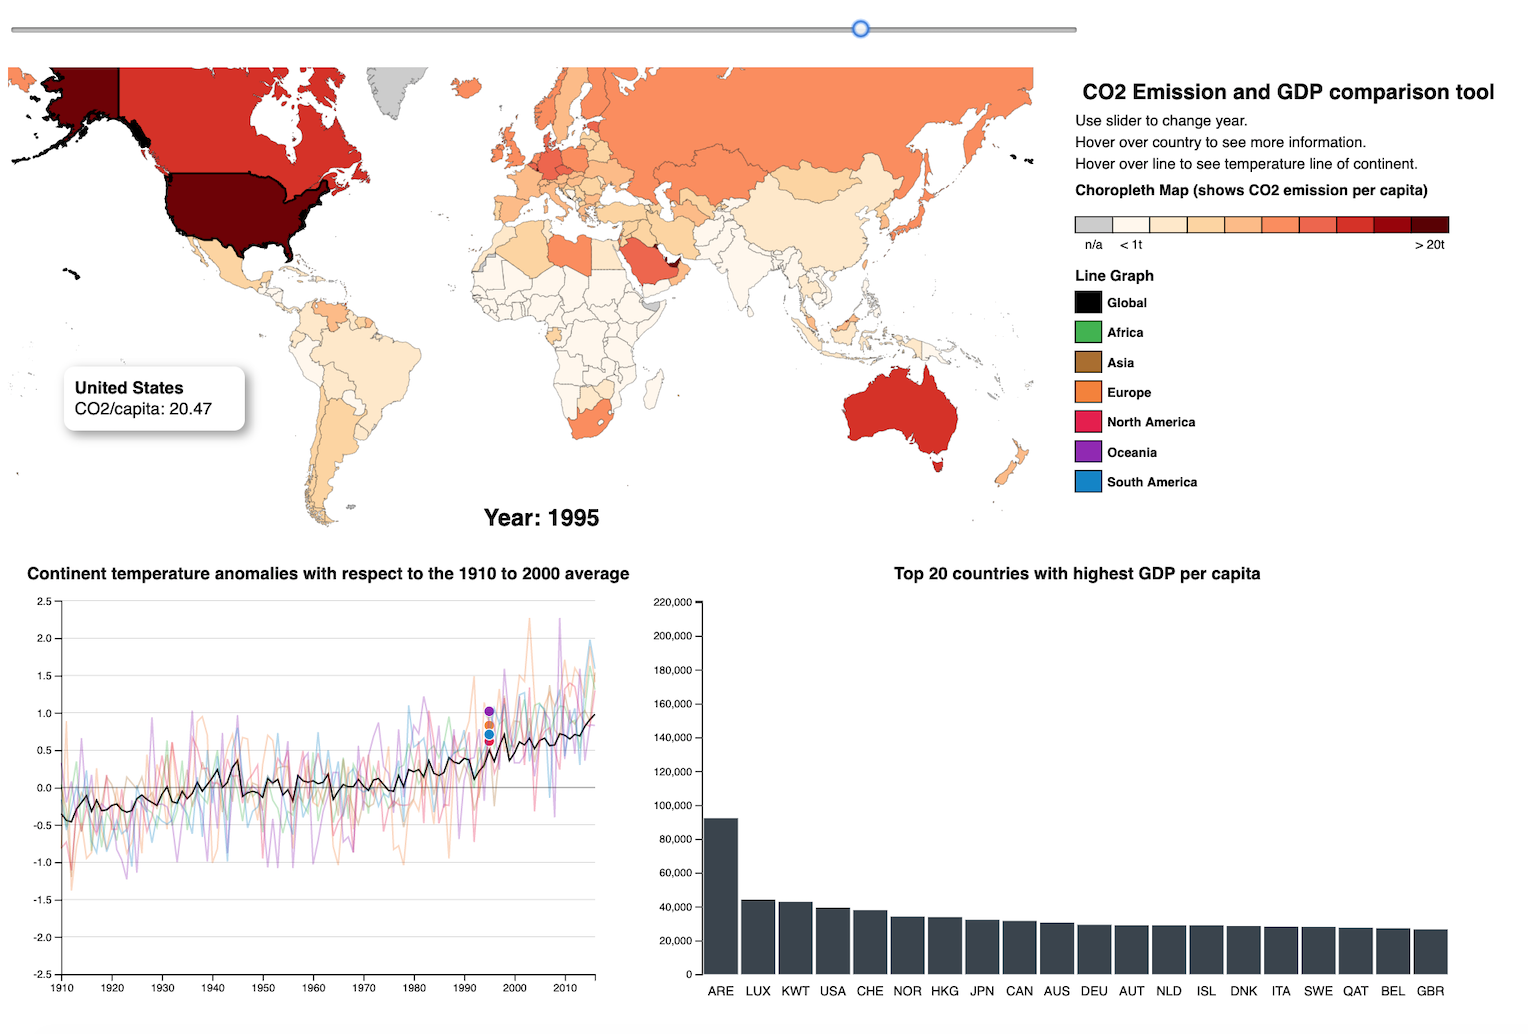 CO2 Emission and GDP comparison tool
Use slider to change year.
Hover over country to see more information.
Hover over line to see temperature line of continent.
Choropleth Map (shows CO2 emission per capita)
n/a < 1t > 20t
Line Graph
Global
Africa
Asia
Europe
North America
Oceania
South America
United States
CO2/capita: 20.47
Year: 1995
Continent temperature anomalies with respect to the 1910 to 2000 average
2.5
2.0
1.5
1.0
0.5
0.0
-0.5
-1.0
-1.5
-2.0
-2.5
1910 1920 1930 1940 1950 1960 1970 1980 1990 2000 2010
Top 20 countries with highest GDP per capita
220,000
200,000
180,000
160,000
140,000
120,000
100,000
80,000
60,000
40,000
20,000
0
ARE LUX KWT USA CHE NOR HKG JPN CAN AUS DEU AUT NLD ISL DNK ITA SWE QAT BEL GBR